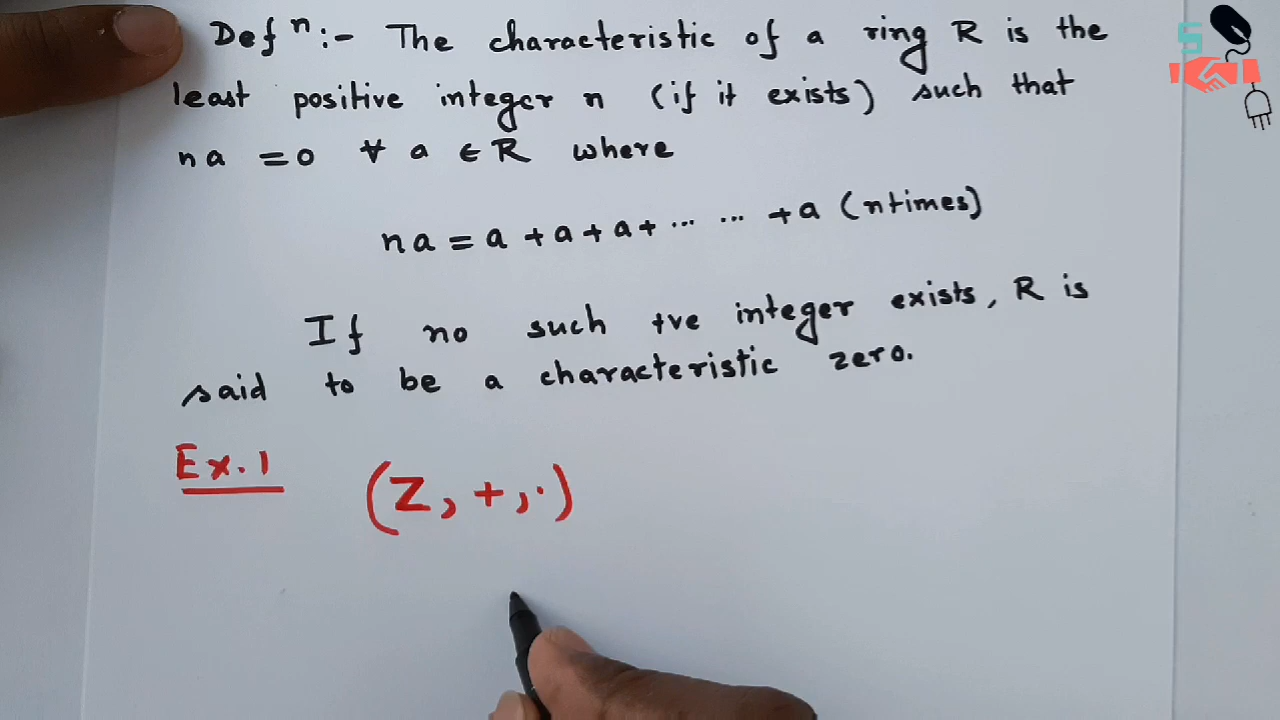 Defⁿ:- The characteristic of a ring R is the
least positive integer n (if it exists) such that
na = 0 ∀ a ∈ R where
na = a + a + a + ... ... + a (n times)
If no such +ve integer exists, R is
said to be a characteristic zero.
Ex.1 (Z, +, ·)